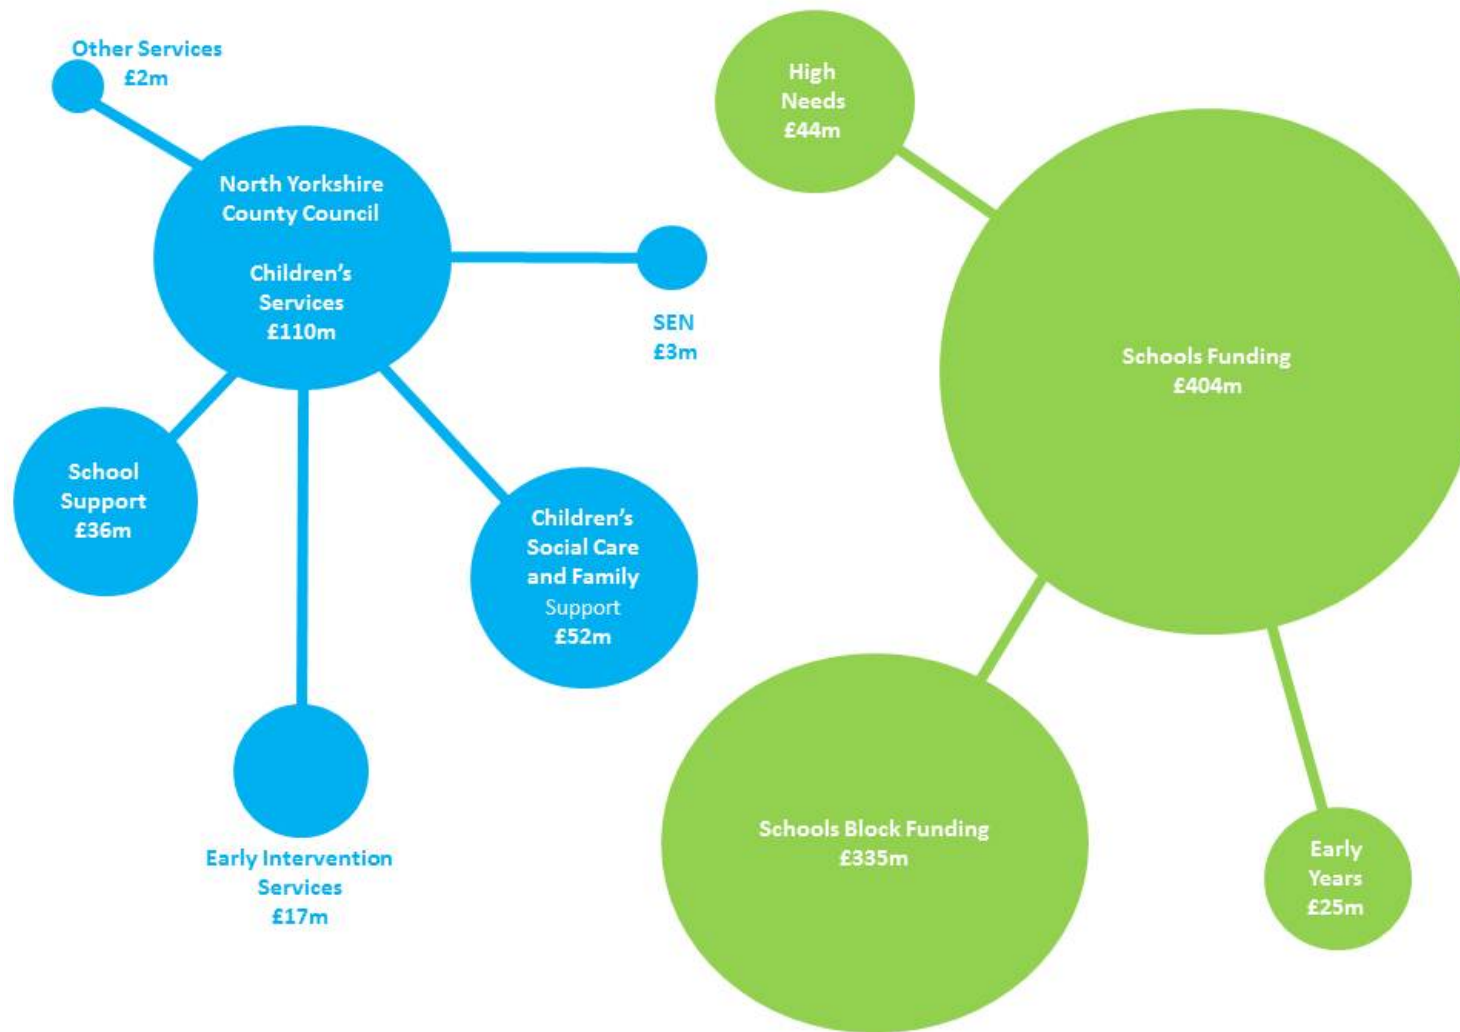 Other Services
£2m
North Yorkshire
County Council
Children's
Services
£110m
SEN
£3m
School
Support
£36m
Children's
Social Care
and Family
Support
£52m
Early Intervention
Services
£17m
High
Needs
£44m
Schools Funding
£404m
Schools Block Funding
£335m
Early
Years
£25m